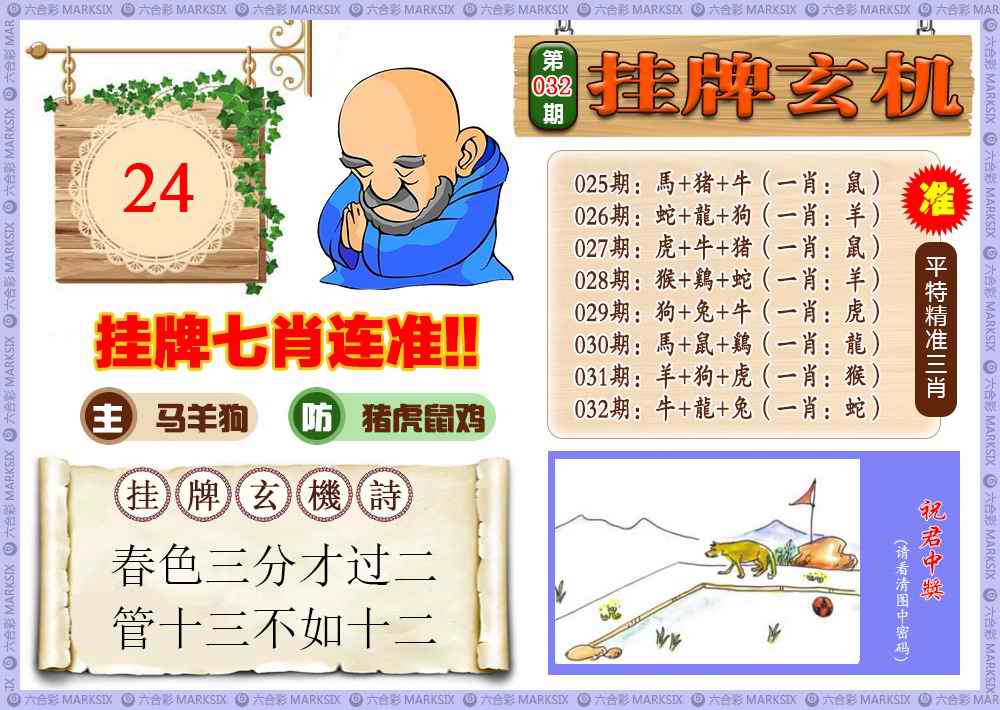 六合彩 MARKSIX
24
第
032
期
挂牌玄机
025期：馬+猪+牛（一肖：鼠）
026期：蛇+龍+狗（一肖：羊）
027期：虎+牛+猪（一肖：鼠）
028期：猴+鷄+蛇（一肖：羊）
029期：狗+兔+牛（一肖：虎）
030期：馬+鼠+鷄（一肖：龍）
031期：羊+狗+虎（一肖：猴）
032期：牛+龍+兔（一肖：蛇）
准
平特精准三肖
挂牌七肖连准!!
主 马羊狗
防 猪虎鼠鸡
挂牌玄機詩
春色三分才过二
管十三不如十二
祝君中獎
（请看清图中密码）